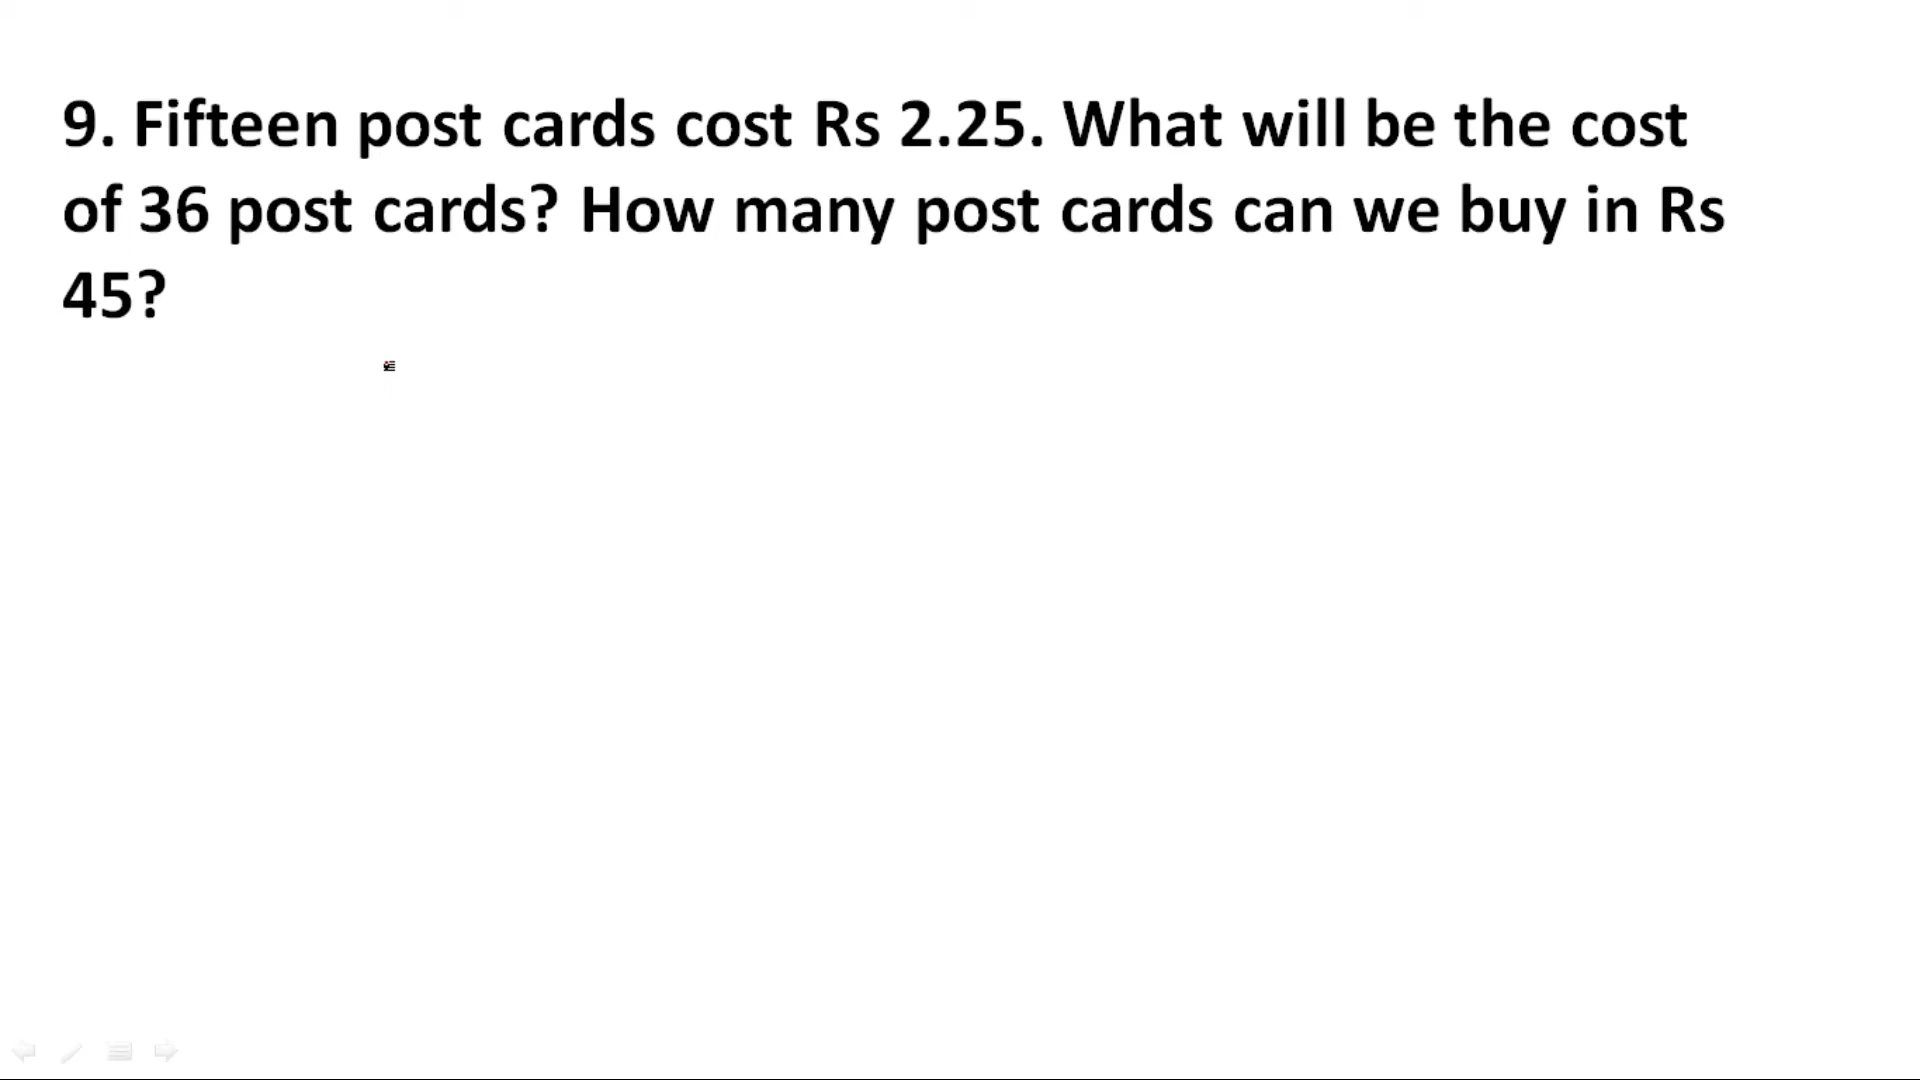 9. Fifteen post cards cost Rs 2.25. What will be the cost
of 36 post cards? How many post cards can we buy in Rs
45?